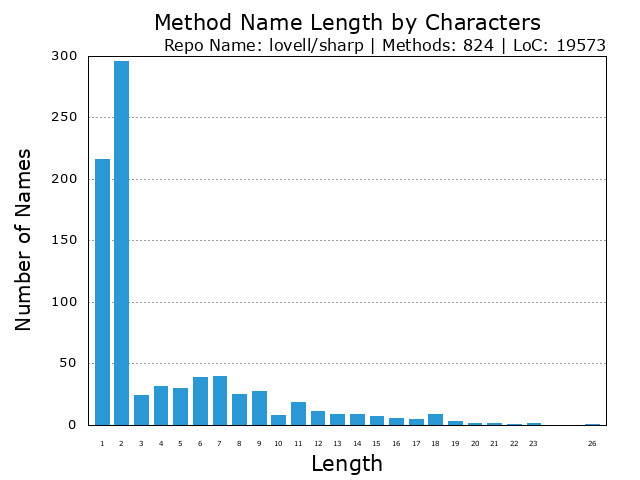 Method Name Length by Characters
Repo Name: lovell/sharp | Methods: 824 | LoC: 19573
Number of Names
300
250
200
150
100
50
0
1 2 3 4 5 6 7 8 9 10 11 12 13 14 15 16 17 18 19 20 21 22 23 26
Length